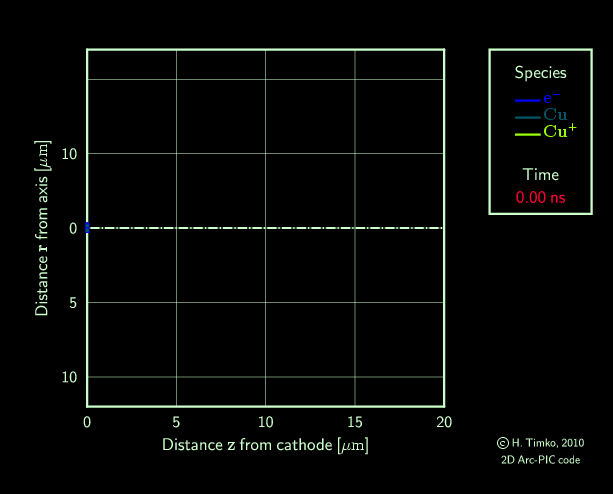 Species
e⁻
Cu
Cu⁺
Time
0.00 ns
Distance r from axis [μm]
10
0
5
10
0 5 10 15 20
Distance z from cathode [μm]
© H. Timko, 2010
2D Arc-PIC code